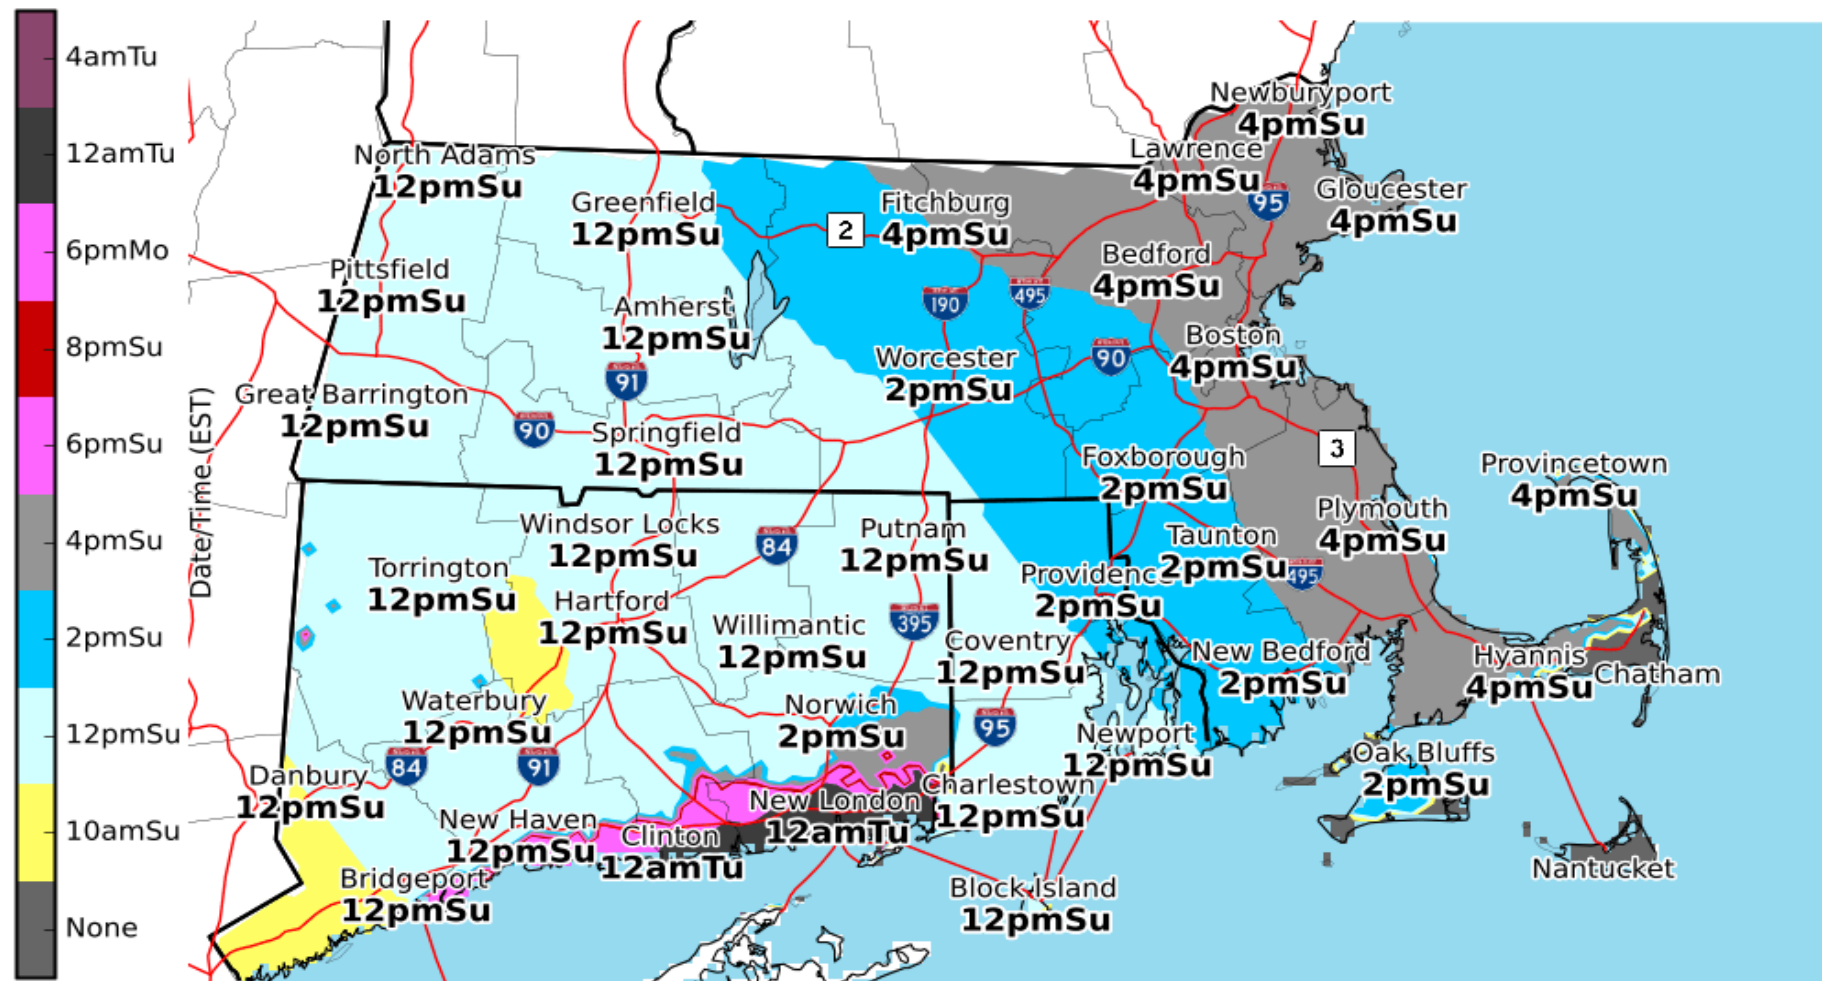 4amTu
12amTu
6pmMo
8pmSu
6pmSu
4pmSu
2pmSu
12pmSu
10amSu
None
Date/Time (EST)
Newburyport
4pmSu
North Adams
12pmSu
Lawrence
4pmSu
95
Gloucester
4pmSu
Greenfield
12pmSu
2
Fitchburg
4pmSu
Bedford
4pmSu
Pittsfield
12pmSu
190
495
Amherst
12pmSu
Boston
4pmSu
Worcester
2pmSu
90
91
Great Barrington
12pmSu
90
Springfield
12pmSu
3
Foxborough
2pmSu
Provincetown
4pmSu
Plymouth
4pmSu
Windsor Locks
12pmSu
84
Putnam
12pmSu
Taunton
2pmSu
495
Torrington
12pmSu
Providence
2pmSu
Hartford
12pmSu
395
Willimantic
12pmSu
Coventry
12pmSu
New Bedford
2pmSu
Hyannis
4pmSu
Chatham
Waterbury
12pmSu
Norwich
2pmSu
95
Newport
12pmSu
Oak Bluffs
2pmSu
84
91
Danbury
12pmSu
Charlestown
12pmSu
New London
12amTu
New Haven
12pmSu
Clinton
12amTu
Nantucket
Bridgeport
12pmSu
Block Island
12pmSu